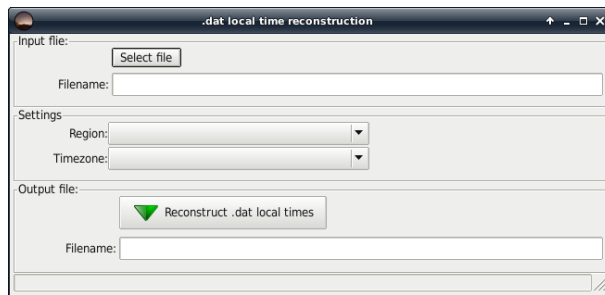 .dat local time reconstruction
Input file:
Select file
Filename:
Settings
Region:
Timezone:
Output file:
Reconstruct .dat local times
Filename: